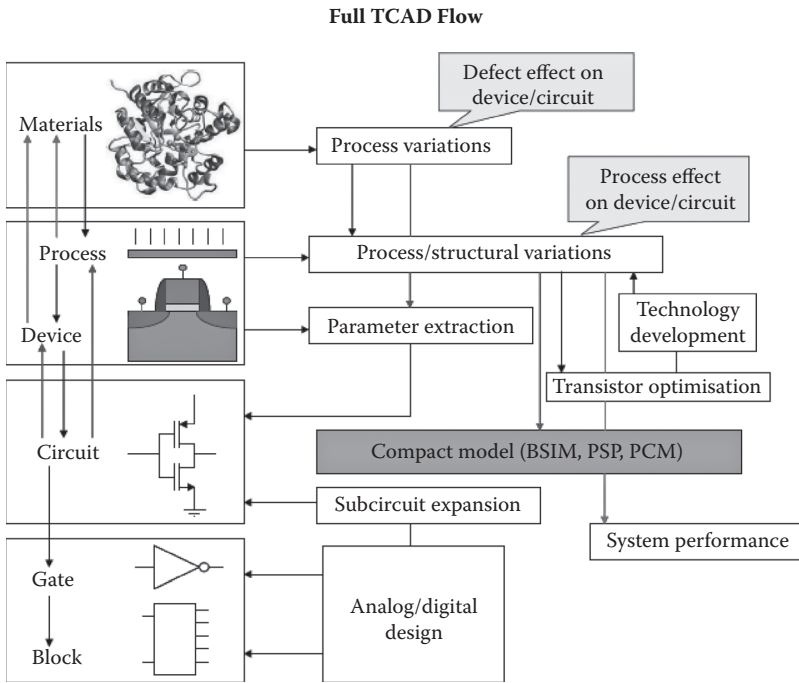 Full TCAD Flow
Defect effect on
device/circuit
Materials
Process variations
Process effect
on device/circuit
Process
Process/structural variations
Device
Parameter extraction
Technology
development
Transistor optimisation
Circuit
Compact model (BSIM, PSP, PCM)
Subcircuit expansion
System performance
Gate
Analog/digital
design
Block